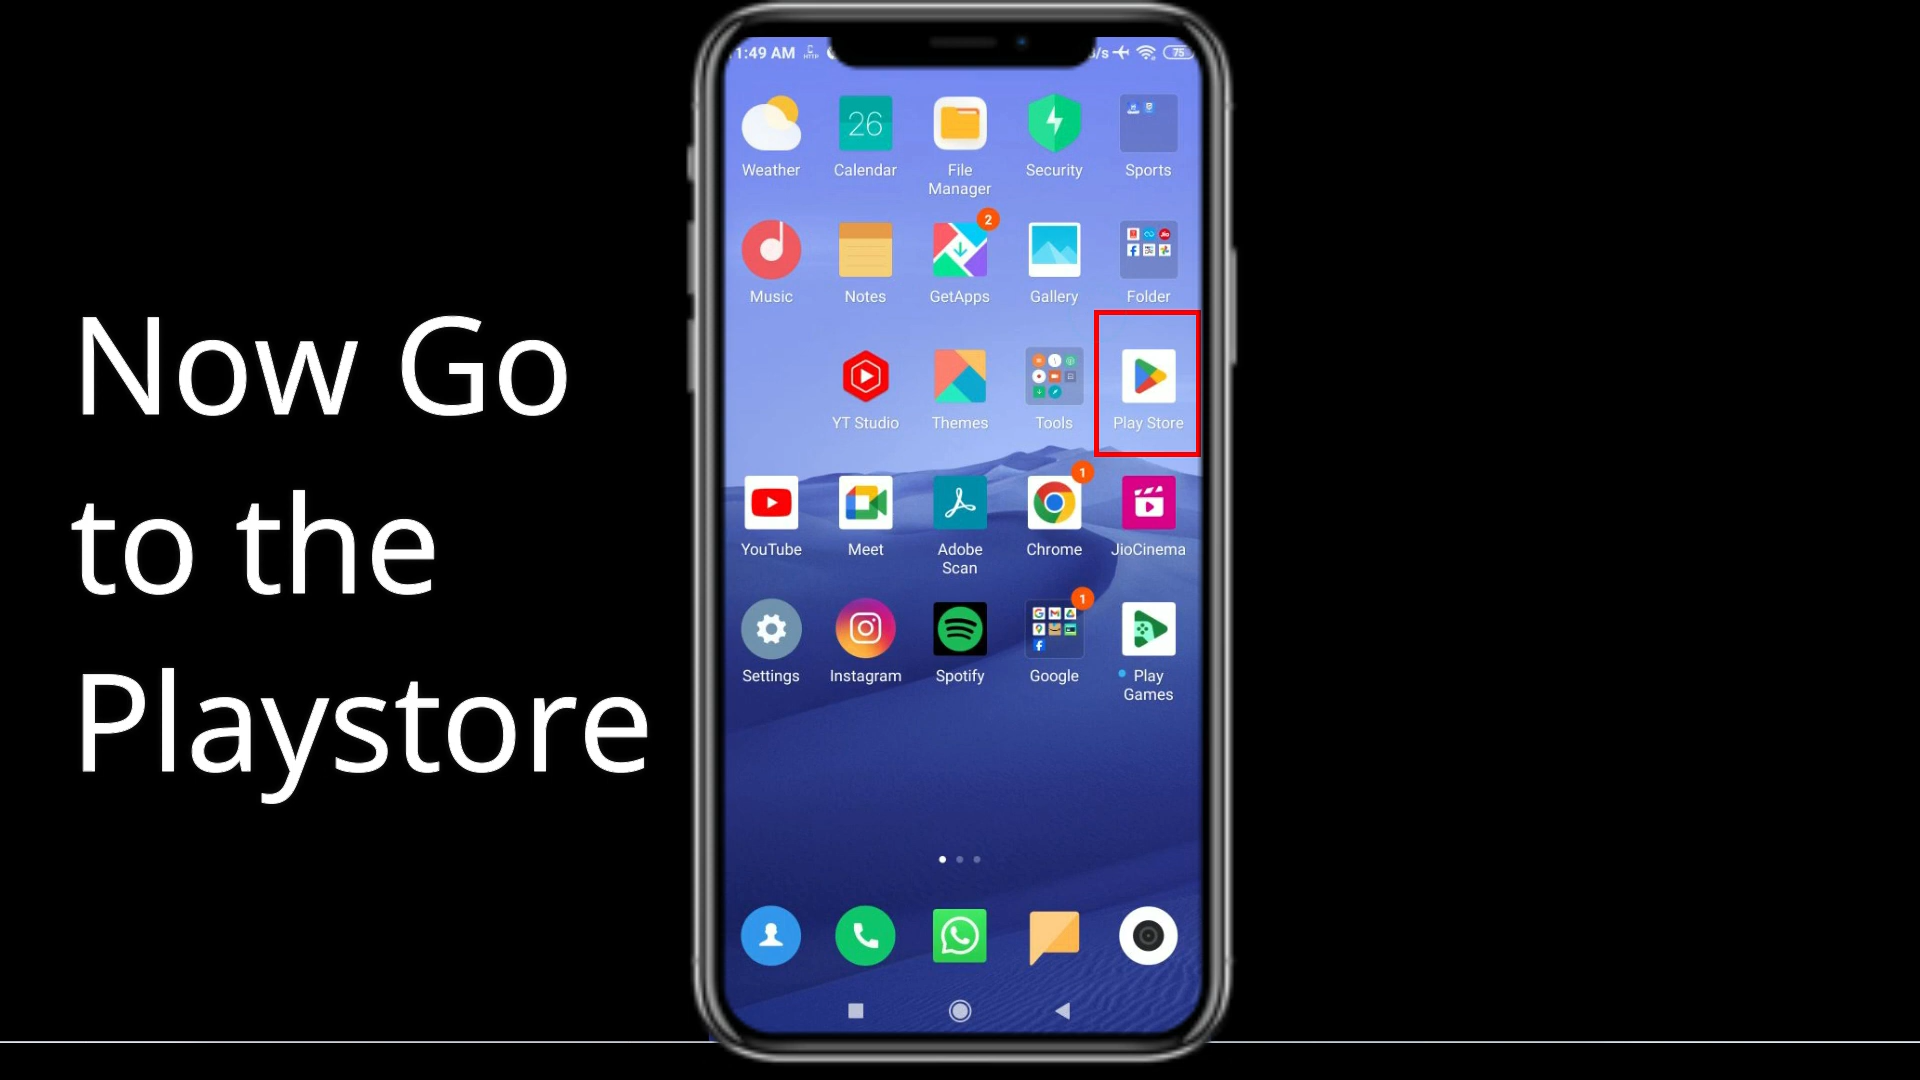 Now Go
to the
Playstore
1:49 AM
/s
75
Weather
Calendar
File
Manager
Security
Sports
26
2
Music
Notes
GetApps
Gallery
Folder
YT Studio
Themes
Tools
Play Store
1
YouTube
Meet
Adobe
Scan
Chrome
JioCinema
1
Settings
Instagram
Spotify
Google
Play
Games